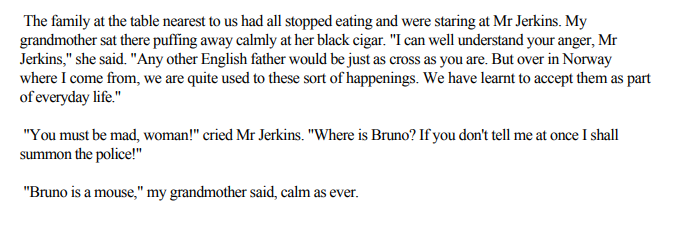 The family at the table nearest to us had all stopped eating and were staring at Mr Jerkins. My
grandmother sat there puffing away calmly at her black cigar. "I can well understand your anger, Mr
Jerkins," she said. "Any other English father would be just as cross as you are. But over in Norway
where I come from, we are quite used to these sort of happenings. We have learnt to accept them as part
of everyday life."
"You must be mad, woman!" cried Mr Jerkins. "Where is Bruno? If you don't tell me at once I shall
summon the police!"
"Bruno is a mouse," my grandmother said, calm as ever.